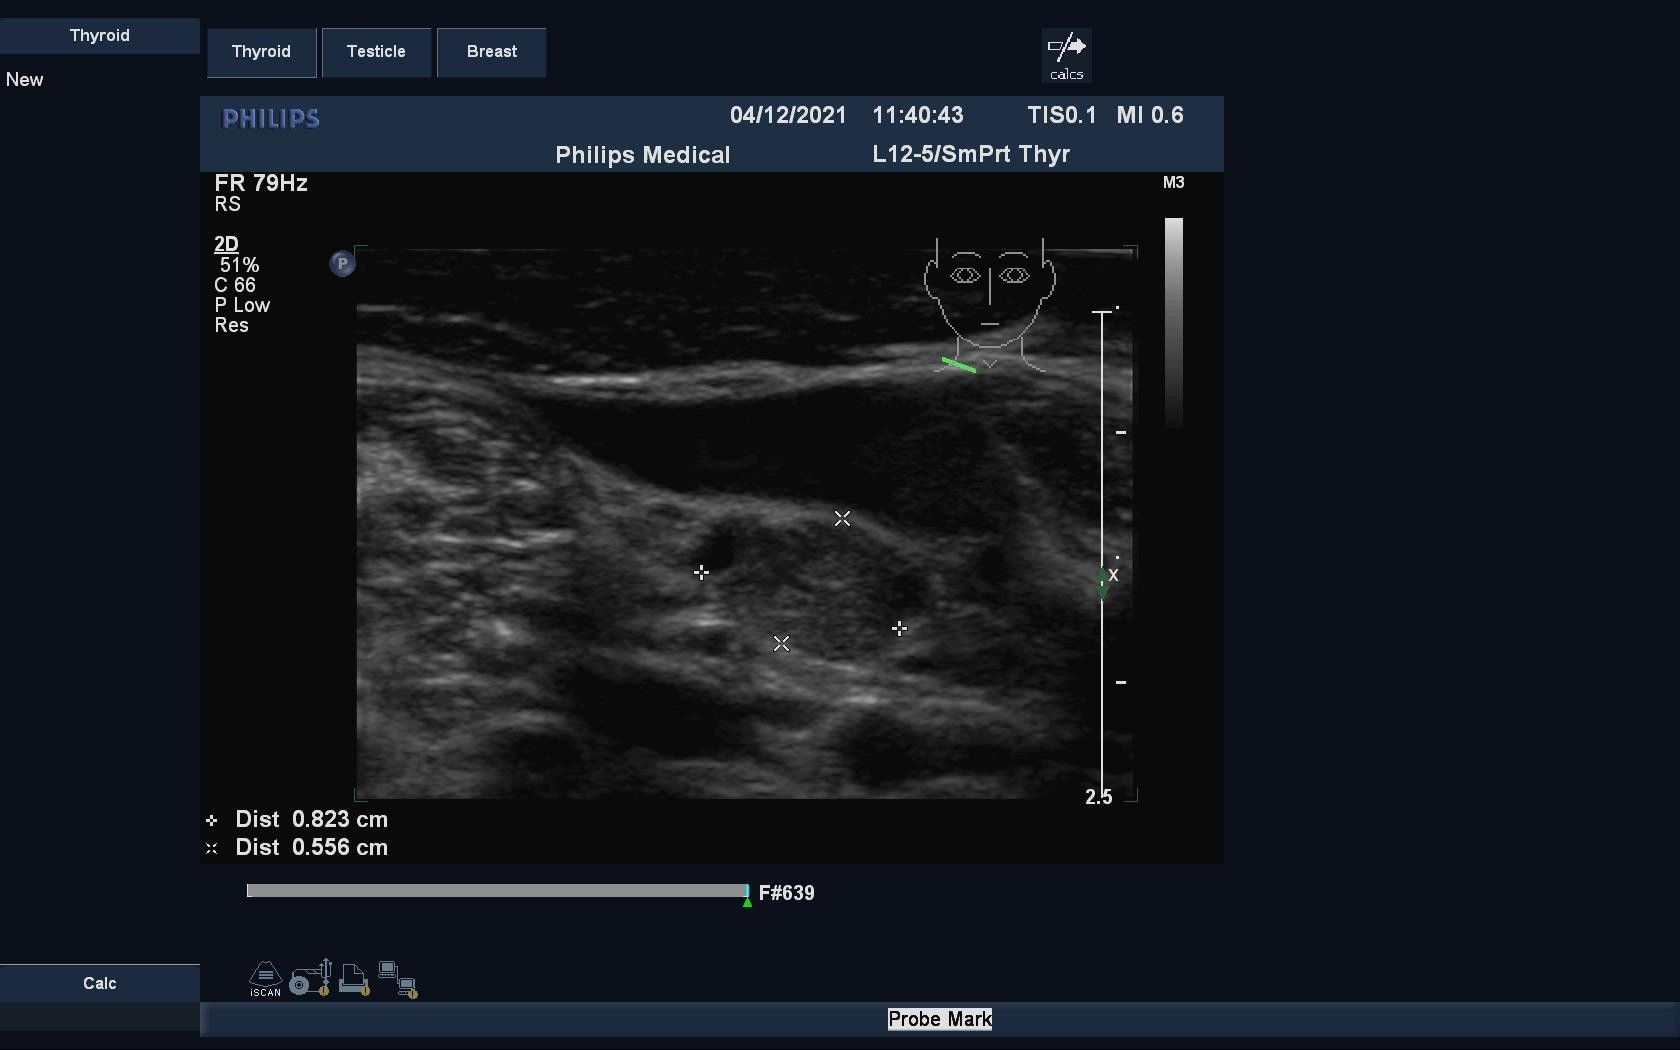 Thyroid
New
Thyroid Testicle Breast
calcs
PHILIPS
04/12/2021 11:40:43 TIS0.1 MI 0.6
Philips Medical L12-5/SmPrt Thyr
FR 79Hz
RS
M3
2D
51%
C 66
P Low
Res
P
X
2.5
Dist 0.823 cm
Dist 0.556 cm
F#639
iSCAN
Calc
Probe Mark